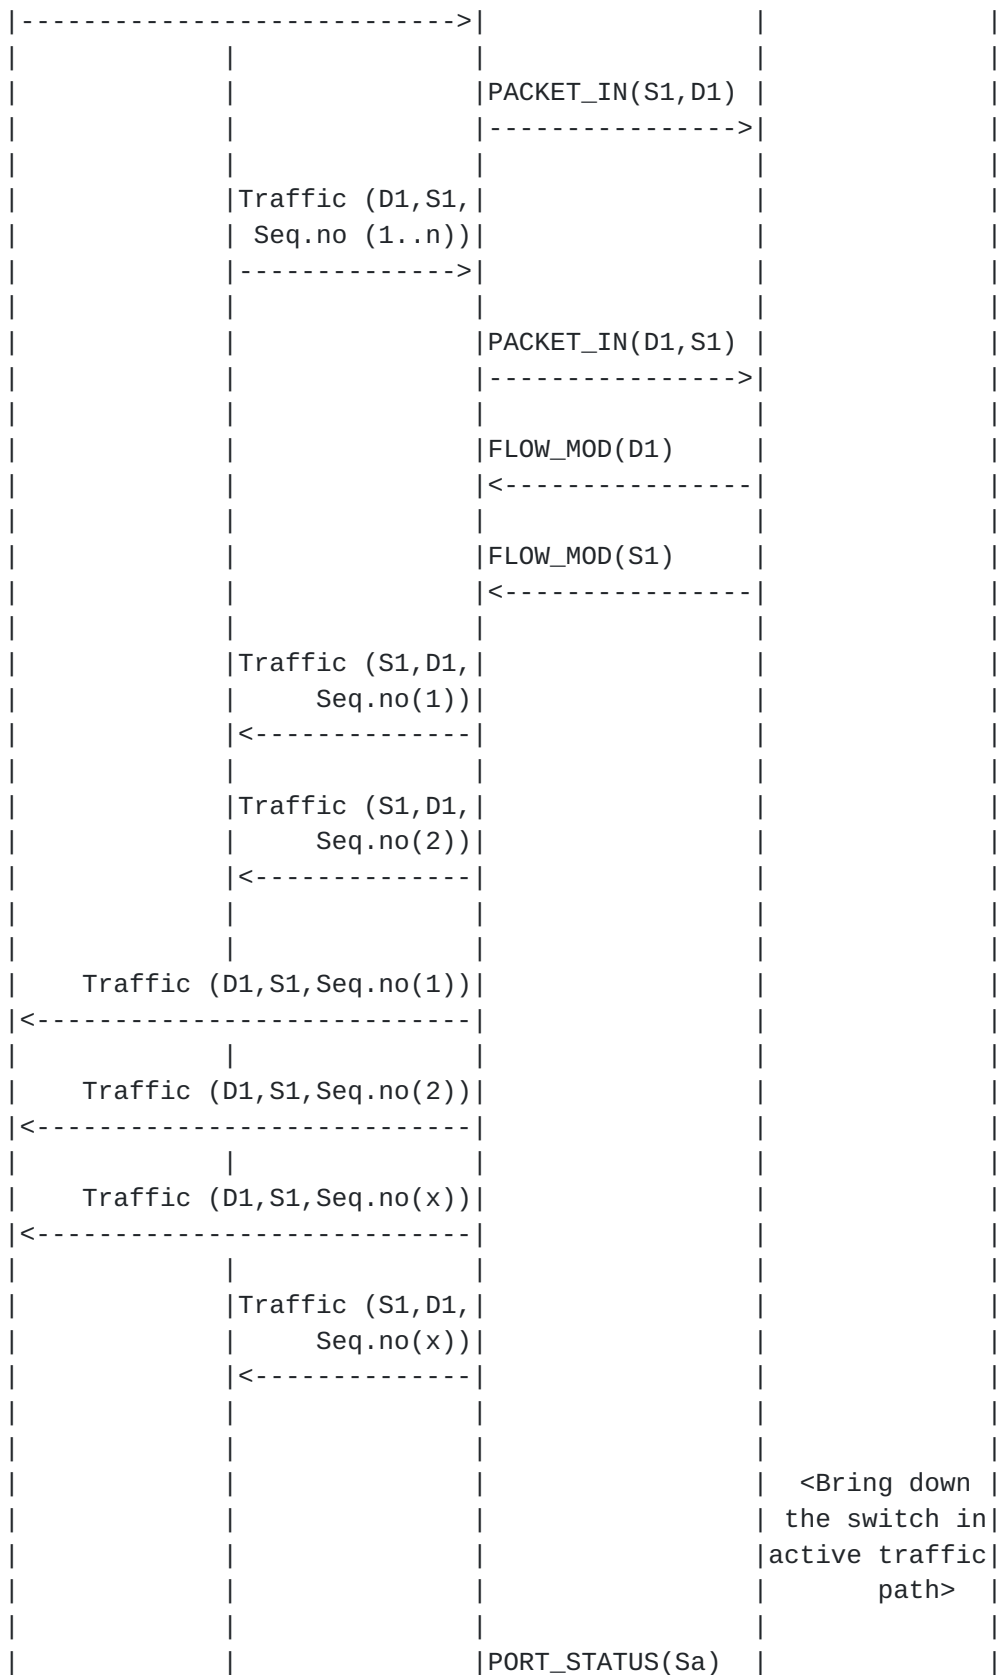 |---------------------------->|                 |              |
|             |               |                 |              |
|             |               |PACKET_IN(S1,D1) |              |
|             |               |---------------->|              |
|             |               |                 |              |
|             |Traffic (D1,S1,|                 |              |
|             | Seq.no (1..n))|                 |              |
|             |-------------->|                 |              |
|             |               |                 |              |
|             |               |PACKET_IN(D1,S1) |              |
|             |               |---------------->|              |
|             |               |                 |              |
|             |               |FLOW_MOD(D1)     |              |
|             |               |<----------------|              |
|             |               |                 |              |
|             |               |FLOW_MOD(S1)     |              |
|             |               |<----------------|              |
|             |               |                 |              |
|             |Traffic (S1,D1,|                 |              |
|             |     Seq.no(1))|                 |              |
|             |<--------------|                 |              |
|             |               |                 |              |
|             |Traffic (S1,D1,|                 |              |
|             |     Seq.no(2))|                 |              |
|             |<--------------|                 |              |
|             |               |                 |              |
|             |               |                 |              |
|    Traffic (D1,S1,Seq.no(1))|                 |              |
|<----------------------------|                 |              |
|             |               |                 |              |
|    Traffic (D1,S1,Seq.no(2))|                 |              |
|<----------------------------|                 |              |
|             |               |                 |              |
|    Traffic (D1,S1,Seq.no(x))|                 |              |
|<----------------------------|                 |              |
|             |               |                 |              |
|             |Traffic (S1,D1,|                 |              |
|             |     Seq.no(x))|                 |              |
|             |<--------------|                 |              |
|             |               |                 |              |
|             |               |                 |              |
|             |               |                 |  <Bring down |
|             |               |                 | the switch in|
|             |               |                 |active traffic|
|             |               |                 |       path>  |
|             |               |                 |              |
|             |               |PORT_STATUS(Sa)  |              |